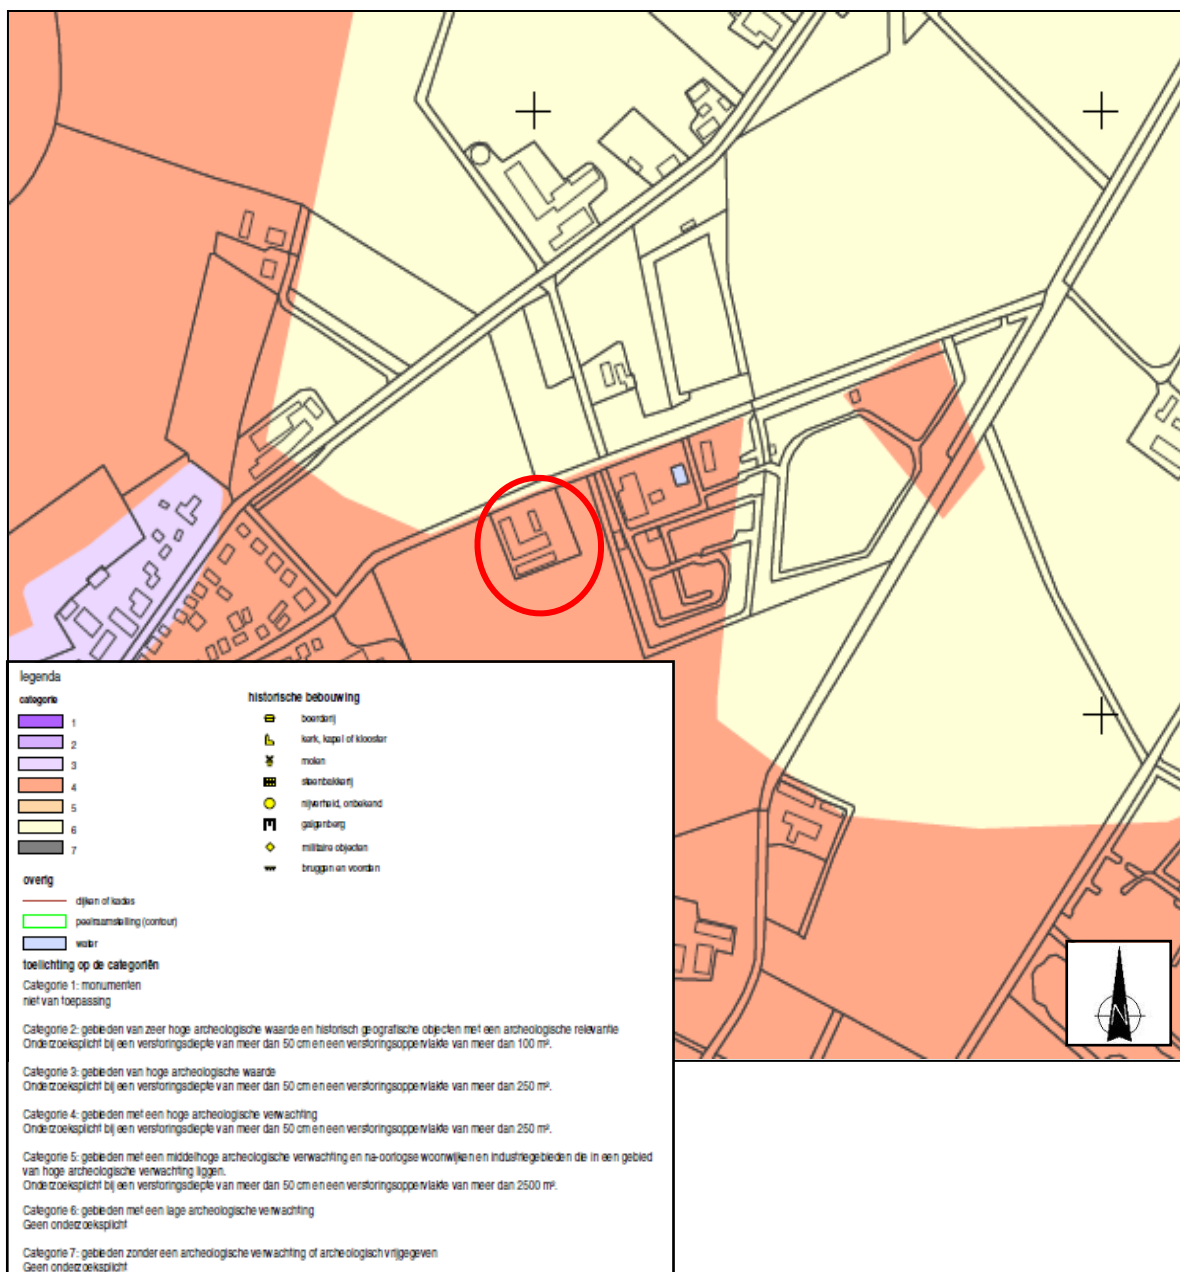 legenda
categorie
1
2
3
4
5
6
7
historische bebouwing
boerderij
kerk, kapel of klooster
molen
steenbakkerij
nijverheid, onbekend
galgenberg
militaire objecten
bruggen en voorden
overig
dijken of kades
peelraamstelling (contour)
water
toelichting op de categoriën
Categorie 1: monumenten
niet van toepassing
Categorie 2: gebieden van zeer hoge archeologische waarde en historisch geografische objecten met een archeologische relevantie
Onderzoeksplicht bij een verstoringsdiepte van meer dan 50 cm en een verstoringsoppervlakte van meer dan 100 m².
Categorie 3: gebieden van hoge archeologische waarde
Onderzoeksplicht bij een verstoringsdiepte van meer dan 50 cm en een verstoringsoppervlakte van meer dan 250 m².
Categorie 4: gebieden met een hoge archeologische verwachting
Onderzoeksplicht bij een verstoringsdiepte van meer dan 50 cm en een verstoringsoppervlakte van meer dan 250 m².
Categorie 5: gebieden met een middelhoge archeologische verwachting en na-oorlogse woonwijken en industriegebieden die in een gebied
van hoge archeologische verwachting liggen.
Onderzoeksplicht bij een verstoringsdiepte van meer dan 50 cm en een verstoringsoppervlakte van meer dan 2500 m².
Categorie 6: gebieden met een lage archeologische verwachting
Geen onderzoeksplicht
Categorie 7: gebieden zonder een archeologische verwachting of archeologisch vrijgegeven
Geen onderzoeksplicht
N